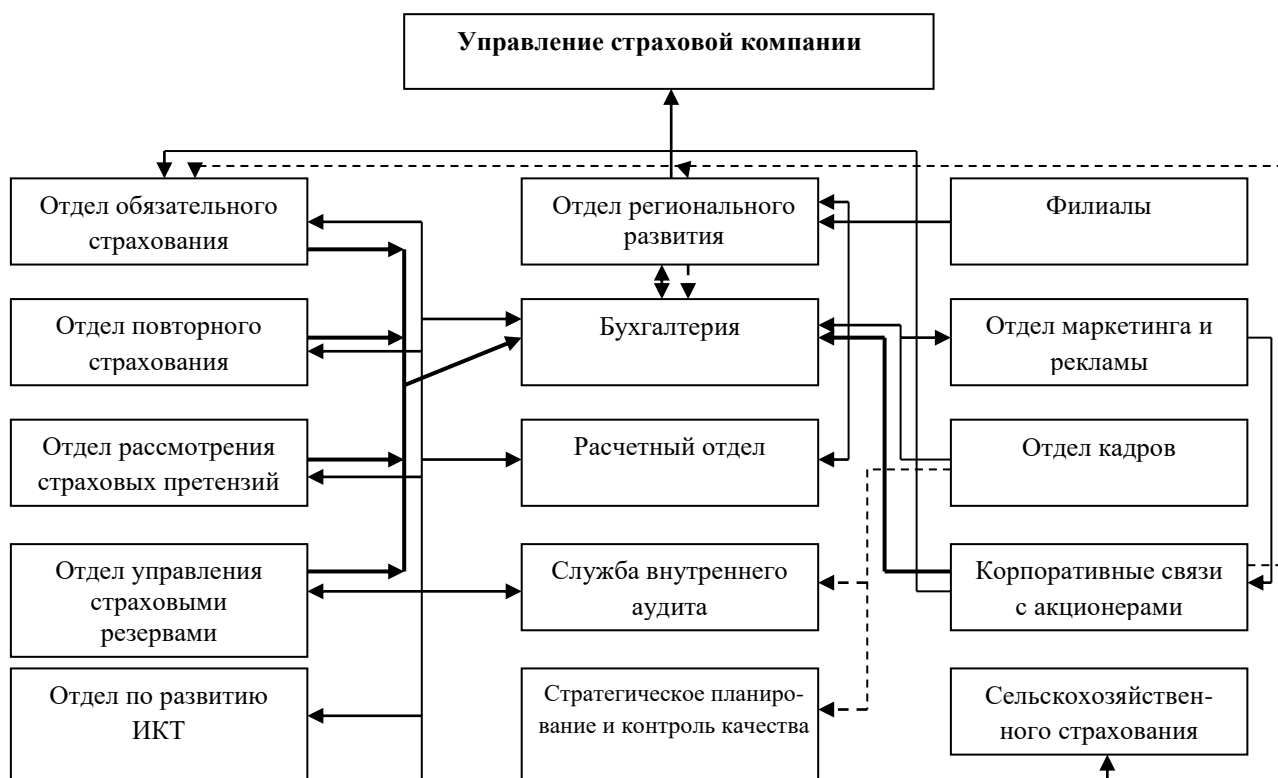 Управление страховой компании
Отдел обязательного
страхования
Отдел регионального
развития
Филиалы
Отдел повторного
страхования
Бухгалтерия
Отдел маркетинга и
рекламы
Отдел рассмотрения
страховых претензий
Расчетный отдел
Отдел кадров
Отдел управления
страховыми
резервами
Служба внутреннего
аудита
Корпоративные связи
с акционерами
Отдел по развитию
ИКТ
Стратегическое планиро-
вание и контроль качества
Сельскохозяйствен-
ного страхования